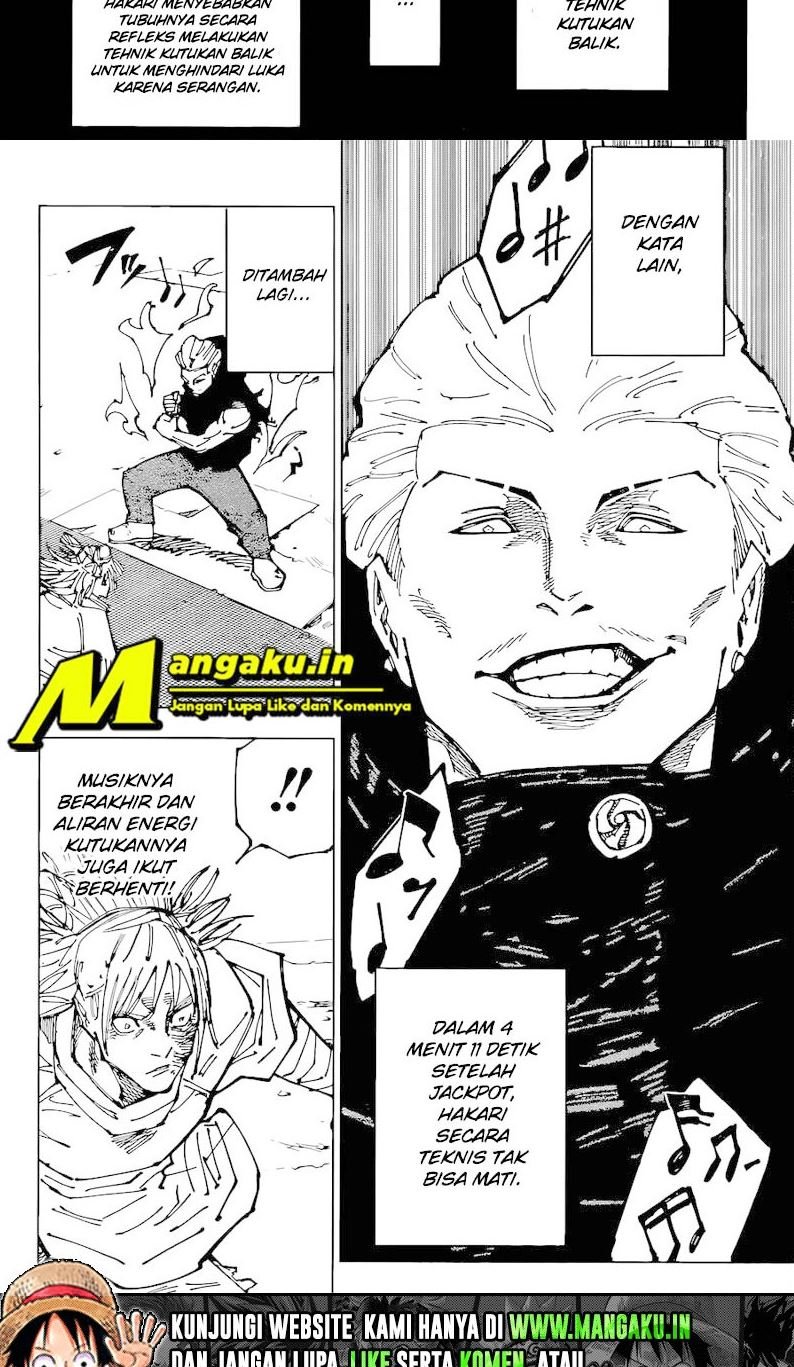 HAKARI MENYEBABKAN
TUBUHNYA SECARA
REFLEKS MELAKUKAN
TEHNIK KUTUKAN BALIK
UNTUK MENGHINDARI LUKA
KARENA SERANGAN.
...
TEHNIK
KUTUKAN
BALIK.
DENGAN
KATA
LAIN,
DITAMBAH
LAGI...
Mangaku.in
Jangan Lupa Like dan Komennya
!!
MUSIKNYA
BERAKHIR DAN
ALIRAN ENERGI
KUTUKANNYA
JUGA IKUT
BERHENTI!
DALAM 4
MENIT 11 DETIK
SETELAH
JACKPOT,
HAKARI
SECARA
TEKNIS TAK
BISA MATI.
KUNJUNGI WEBSITE KAMI HANYA DI WWW.MANGAKU.IN
DAN JANGAN LUPA LIKE SERTA KOMEN ATAU